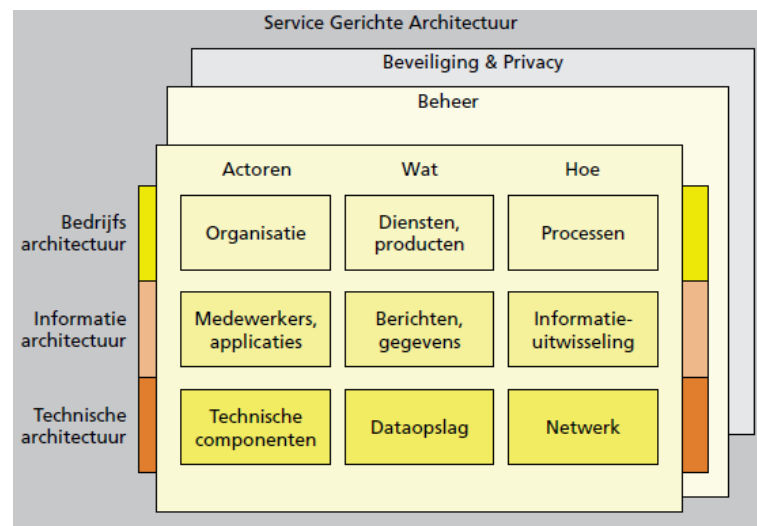 Service Gerichte Architectuur
Beveiliging & Privacy
Beheer
Actoren
Wat
Hoe
Bedrijfs
architectuur
Organisatie
Diensten,
producten
Processen
Informatie
architectuur
Medewerkers,
applicaties
Berichten,
gegevens
Informatie-
uitwisseling
Technische
architectuur
Technische
componenten
Dataopslag
Netwerk